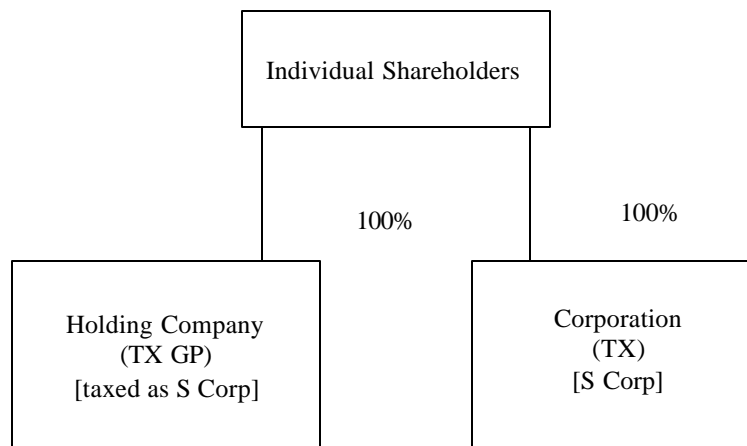 Individual Shareholders
100%
100%
Holding Company
(TX GP)
[taxed as S Corp]
Corporation
(TX)
[S Corp]